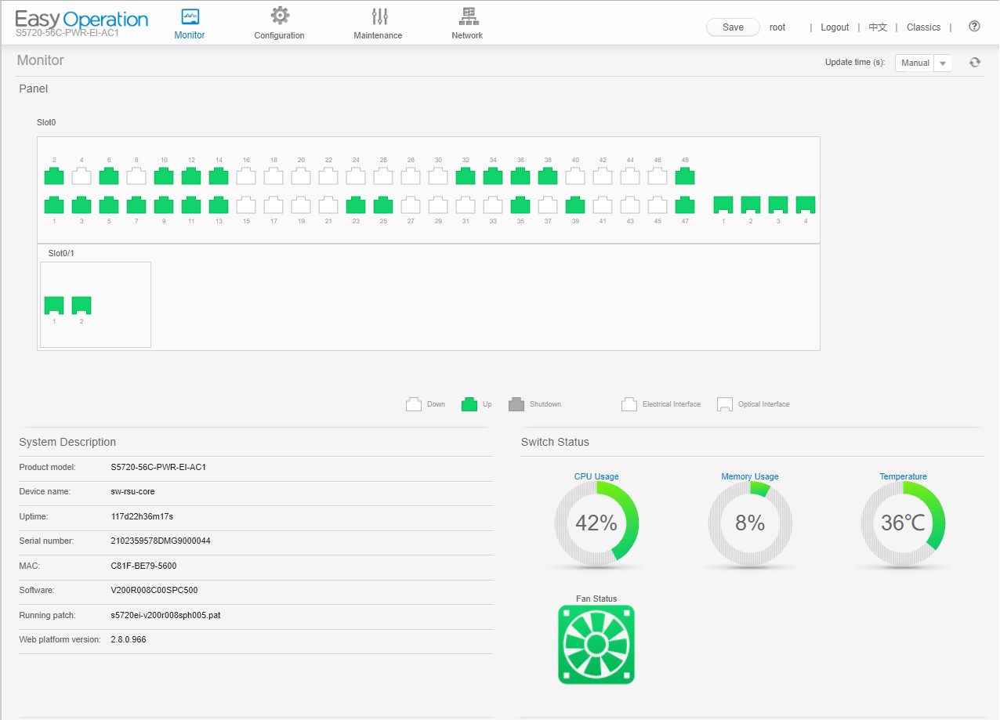 Easy Operation
S5720-56C-PWR-EI-AC1
Monitor
Configuration
Maintenance
Network
Save
root
| Logout | 中文 | Classics |
Monitor
Update time (s): Manual
Panel
Slot0
2 4 6 8 10 12 14 16 18 20 22 24 26 28 30 32 34 36 38 40 42 44 46 48
1 3 5 7 9 11 13 15 17 19 21 23 25 27 29 31 33 35 37 39 41 43 45 47 1 2 3 4
Slot0/1
1 2
Down Up Shutdown Electrical Interface Optical Interface
System Description
Product model: S5720-56C-PWR-EI-AC1
Device name: sw-rsu-core
Uptime: 117d22h36m17s
Serial number: 2102359578DMG9000044
MAC: C81F-BE79-5600
Software: V200R008C00SPC500
Running patch: s5720ei-v200r008sph005.pat
Web platform version: 2.8.0.966
Switch Status
CPU Usage Memory Usage Temperature
42% 8% 36℃
Fan Status